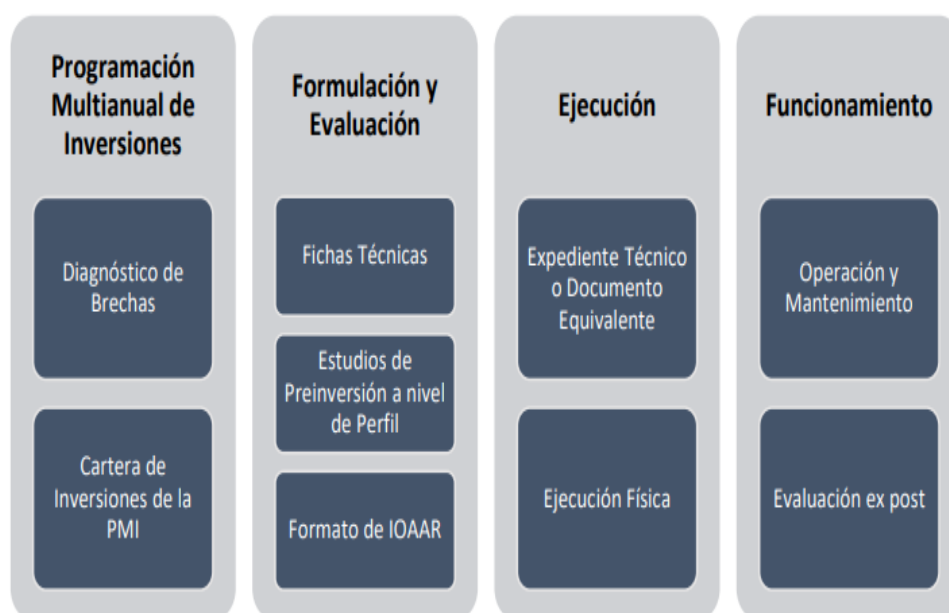 Programación
Multianual de
Inversiones
Diagnóstico de
Brechas
Cartera de
Inversiones de la
PMI
Formulación y
Evaluación
Fichas Técnicas
Estudios de
Preinversión a nivel
de Perfil
Formato de IOAAR
Ejecución
Expediente Técnico
o Documento
Equivalente
Ejecución Física
Funcionamiento
Operación y
Mantenimiento
Evaluación ex post